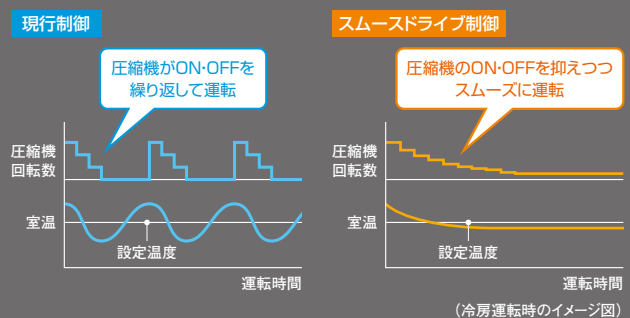 現行制御
圧縮機がON・OFFを
繰り返して運転
圧縮機
回転数
室温
設定温度
運転時間
スムースドライブ制御
圧縮機のON・OFFを抑えつつ
スムーズに運転
圧縮機
回転数
室温
設定温度
運転時間
（冷房運転時のイメージ図）